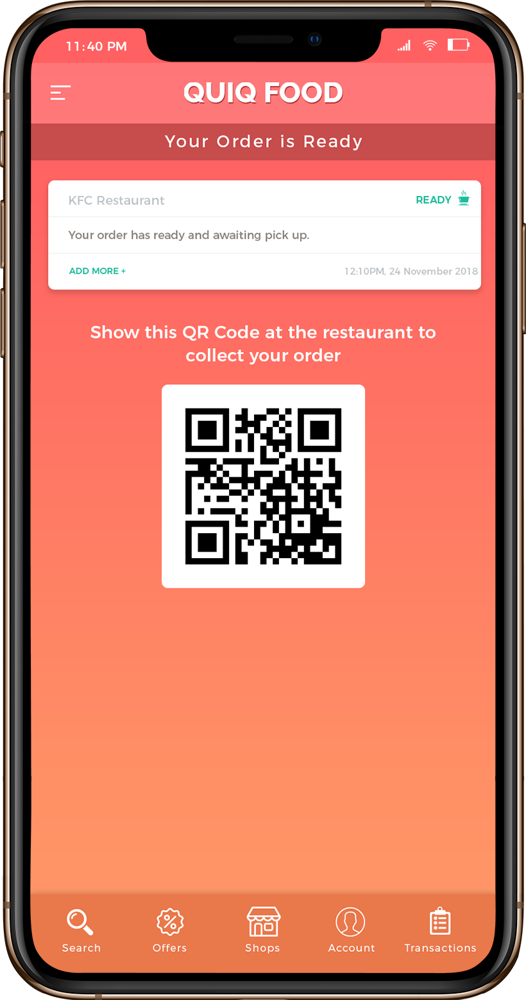 11:40 PM
QUIQ FOOD
Your Order is Ready
KFC Restaurant
READY
Your order has ready and awaiting pick up.
ADD MORE +
12:10PM, 24 November 2018
Show this QR Code at the restaurant to
collect your order
Search
Offers
Shops
Account
Transactions